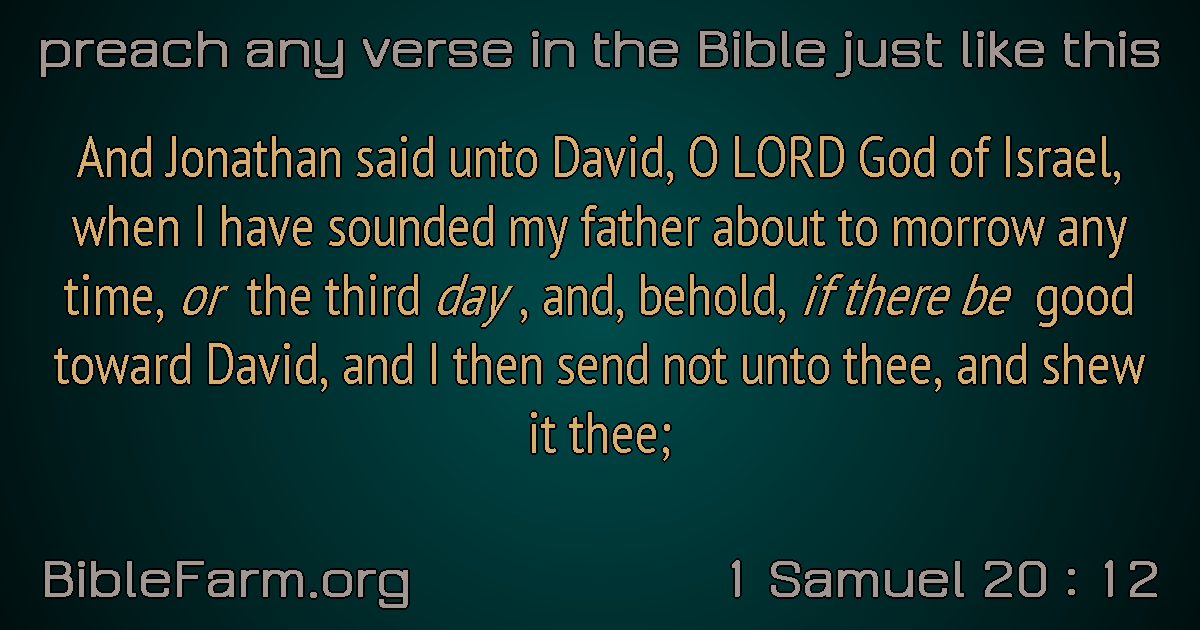 preach any verse in the Bible just like this
And Jonathan said unto David, O LORD God of Israel,
when I have sounded my father about to morrow any
time, or the third day , and, behold, if there be good
toward David, and I then send not unto thee, and shew
it thee;
BibleFarm.org
1 Samuel 20 : 12